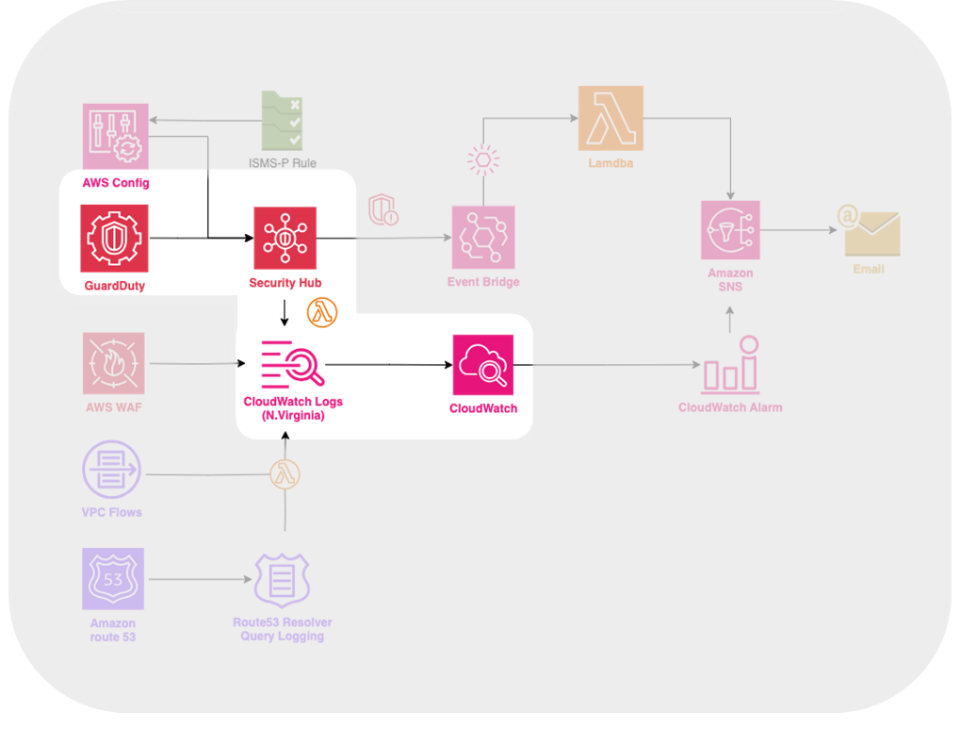 ISMS-P Rule
Lamdba
AWS Config
GuardDuty
Security Hub
Event Bridge
Amazon
SNS
@
Email
AWS WAF
CloudWatch Logs
(N.Virginia)
CloudWatch
CloudWatch Alarm
VPC Flows
53
Amazon
route 53
Route53 Resolver
Query Logging